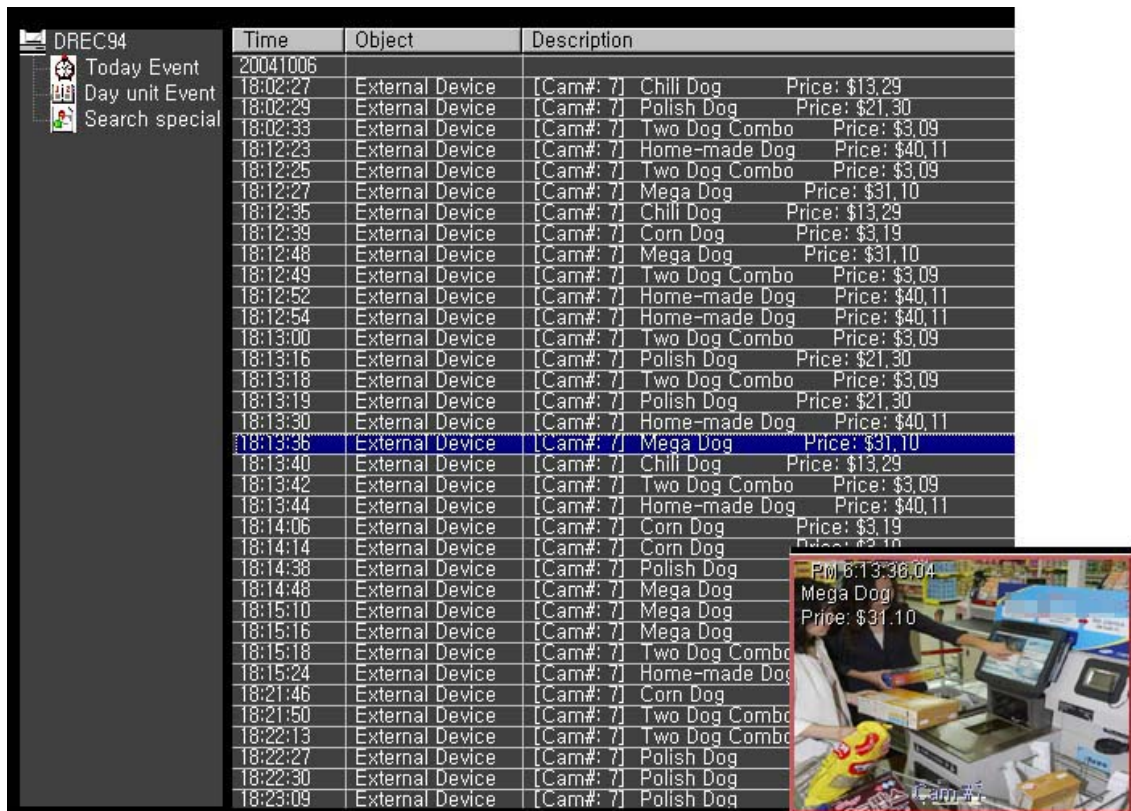 DREC94
Today Event
Day unit Event
Search special
Time Object Description
20041006
18:02:27 External Device [Cam#: 7] Chili Dog Price: $13,29
18:02:29 External Device [Cam#: 7] Polish Dog Price: $21,30
18:02:33 External Device [Cam#: 7] Two Dog Combo Price: $3,09
18:12:23 External Device [Cam#: 7] Home-made Dog Price: $40,11
18:12:25 External Device [Cam#: 7] Two Dog Combo Price: $3,09
18:12:27 External Device [Cam#: 7] Mega Dog Price: $31,10
18:12:35 External Device [Cam#: 7] Chili Dog Price: $13,29
18:12:39 External Device [Cam#: 7] Corn Dog Price: $3,19
18:12:48 External Device [Cam#: 7] Mega Dog Price: $31,10
18:12:49 External Device [Cam#: 7] Two Dog Combo Price: $3,09
18:12:52 External Device [Cam#: 7] Home-made Dog Price: $40,11
18:12:54 External Device [Cam#: 7] Home-made Dog Price: $40,11
18:13:00 External Device [Cam#: 7] Two Dog Combo Price: $3,09
18:13:16 External Device [Cam#: 7] Polish Dog Price: $21,30
18:13:18 External Device [Cam#: 7] Two Dog Combo Price: $3,09
18:13:19 External Device [Cam#: 7] Polish Dog Price: $21,30
18:13:30 External Device [Cam#: 7] Home-made Dog Price: $40,11
18:13:36 External Device [Cam#: 7] Mega Dog Price: $31,10
18:13:40 External Device [Cam#: 7] Chili Dog Price: $13,29
18:13:42 External Device [Cam#: 7] Two Dog Combo Price: $3,09
18:13:44 External Device [Cam#: 7] Home-made Dog Price: $40,11
18:14:06 External Device [Cam#: 7] Corn Dog Price: $3,19
18:14:14 External Device [Cam#: 7] Corn Dog Price: $3,19
18:14:38 External Device [Cam#: 7] Polish Dog
18:14:48 External Device [Cam#: 7] Mega Dog
18:15:10 External Device [Cam#: 7] Mega Dog
18:15:16 External Device [Cam#: 7] Mega Dog
18:15:18 External Device [Cam#: 7] Two Dog Combo
18:15:24 External Device [Cam#: 7] Home-made Dog
18:21:46 External Device [Cam#: 7] Corn Dog
18:21:50 External Device [Cam#: 7] Two Dog Combo
18:22:13 External Device [Cam#: 7] Two Dog Combo
18:22:27 External Device [Cam#: 7] Polish Dog
18:22:30 External Device [Cam#: 7] Polish Dog
18:23:09 External Device [Cam#: 7] Polish Dog
PM 6:13:36,04
Mega Dog
Price: $31.10
Cam #7